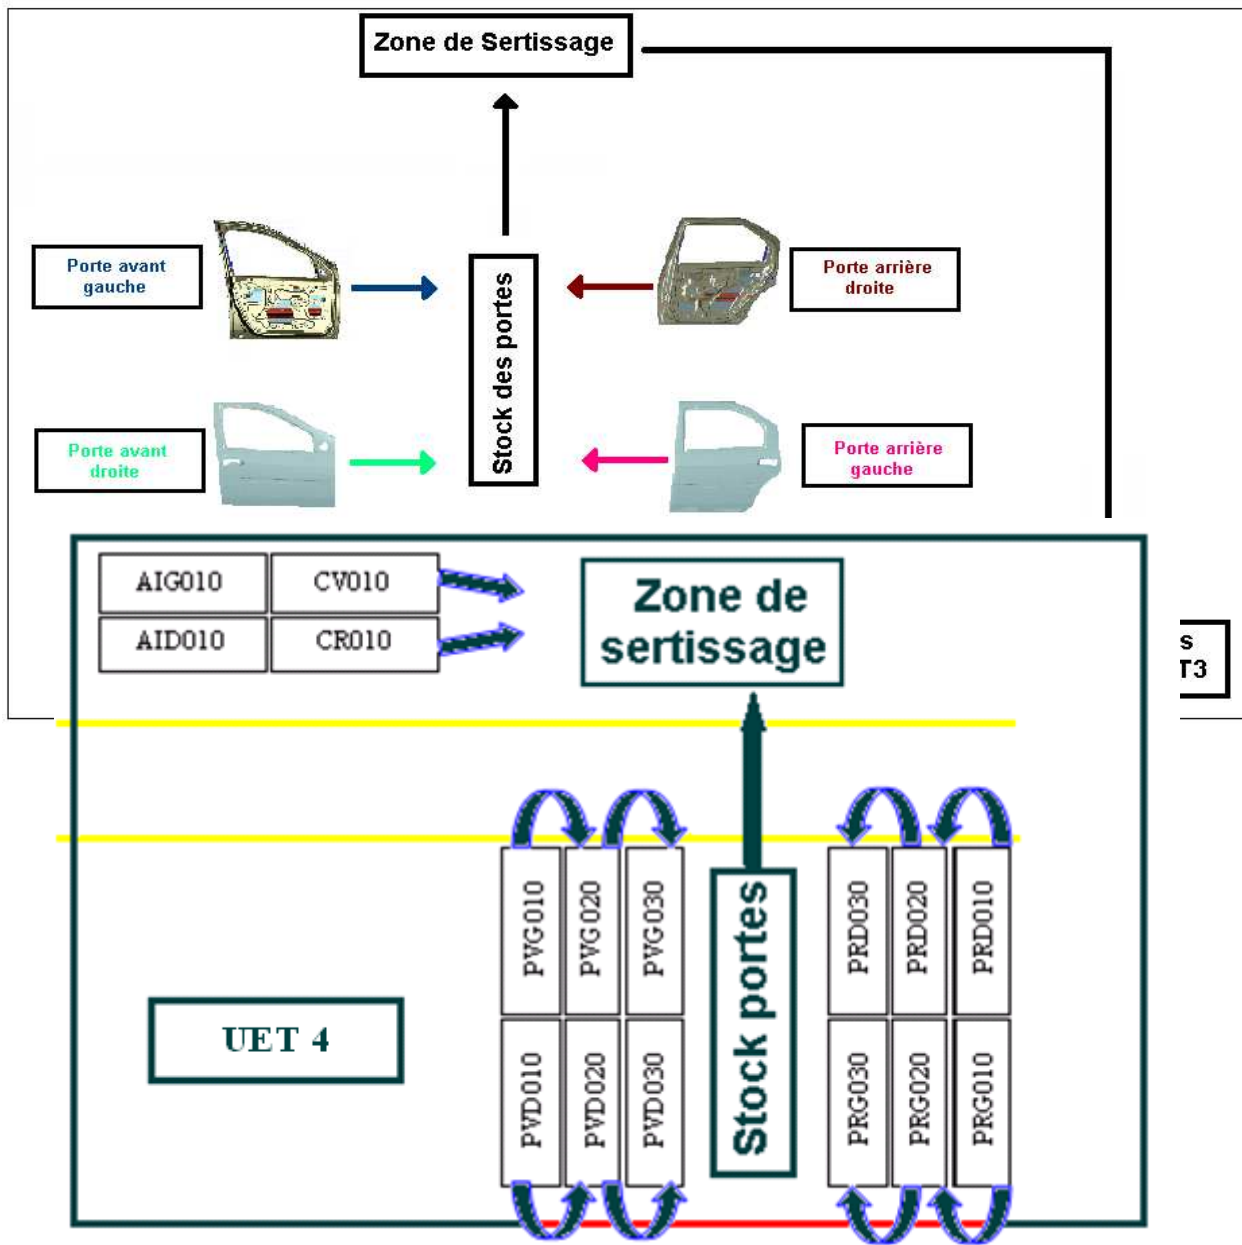 Zone de Sertissage
Porte avant
gauche
Porte arrière
droite
Stock des portes
Porte avant
droite
Porte arrière
gauche
AIG010
CV010
AID010
CR010
Zone de
sertissage
s
T3
PVG010
PVG020
PVG030
PRD030
PRD020
PRD010
Stock portes
UET 4
PVD010
PVD020
PVD030
PRG030
PRG020
PRG010